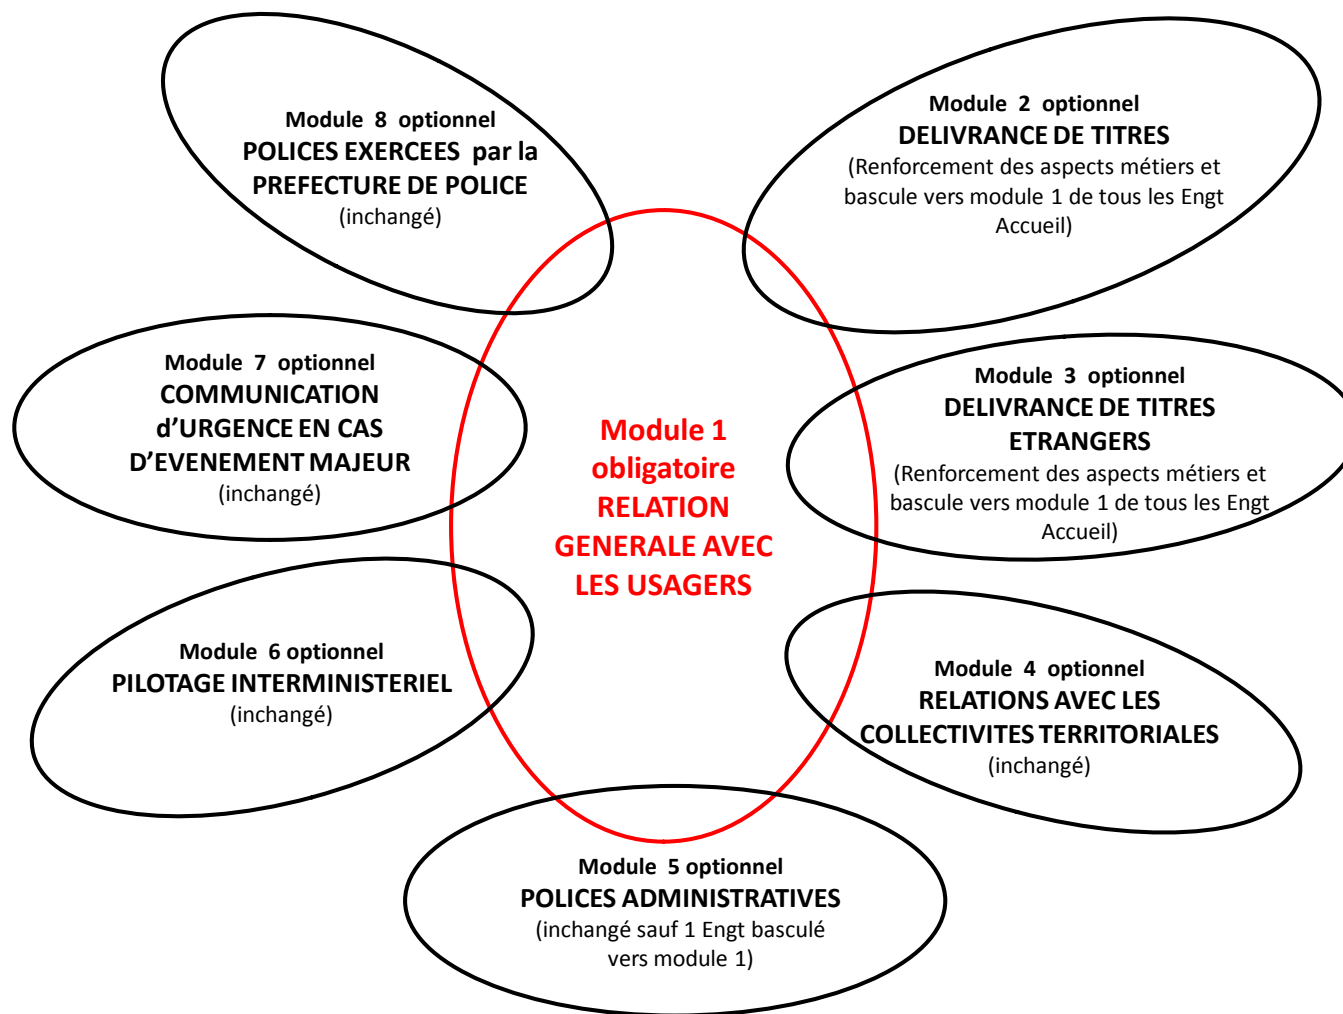 Module 8 optionnel
POLICES EXERCEES par la
PREFECTURE DE POLICE
(inchangé)
Module 2 optionnel
DELIVRANCE DE TITRES
(Renforcement des aspects métiers et
bascule vers module 1 de tous les Engt
Accueil)
Module 7 optionnel
COMMUNICATION
d'URGENCE EN CAS
D'EVENEMENT MAJEUR
(inchangé)
Module 1
obligatoire
RELATION
GENERALE AVEC
LES USAGERS
Module 3 optionnel
DELIVRANCE DE TITRES
ETRANGERS
(Renforcement des aspects métiers et
bascule vers module 1 de tous les Engt
Accueil)
Module 6 optionnel
PILOTAGE INTERMINISTERIEL
(inchangé)
Module 4 optionnel
RELATIONS AVEC LES
COLLECTIVITES TERRITORIALES
(inchangé)
Module 5 optionnel
POLICES ADMINISTRATIVES
(inchangé sauf 1 Engt basculé
vers module 1)